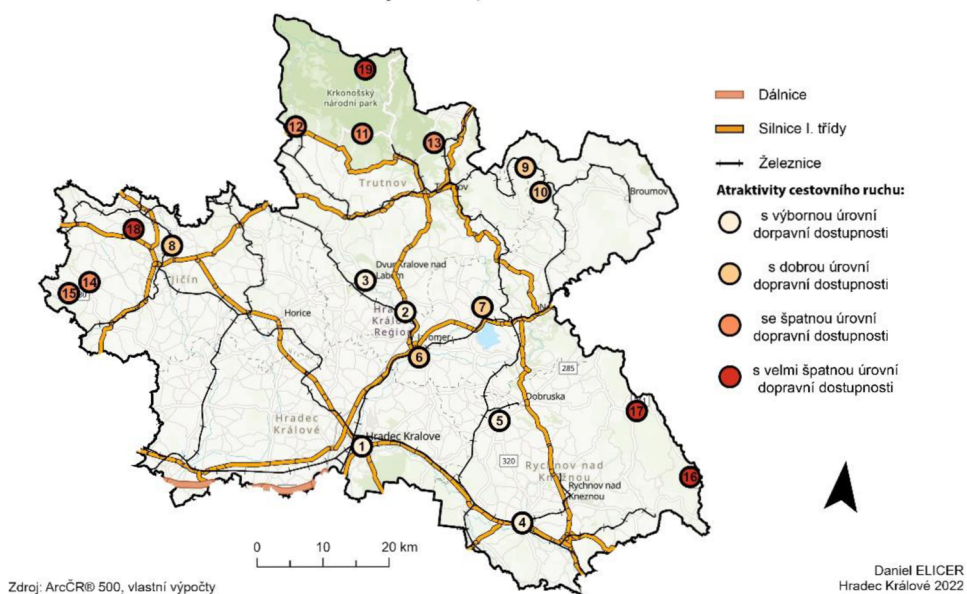 19
Krkonošský
národní park
12
11
13
Trutnov
9
10
Broumov
18
8
Jičín
14
15
3
Dvur Kralove nad
Labem
2
7
Horice
Region
6
285
17
Dobruska
5
Hradec
Králové
1
Hradec Kralove
320
Rychnov nad
Kněžnou
16
Rychnov nad
Kneznou
4
Dálnice
Silnice I. třídy
Železnice
Atraktivity cestovního ruchu:
s výbornou úrovní
dorpavní dostupnosti
s dobrou úrovní
dopravní dostupnosti
se špatnou úrovní
dopravní dostupnosti
s velmi špatnou úrovní
dopravní dostupnosti
0 10 20 km
Zdroj: ArcČR® 500, vlastní výpočty
Daniel ELICER
Hradec Králové 2022